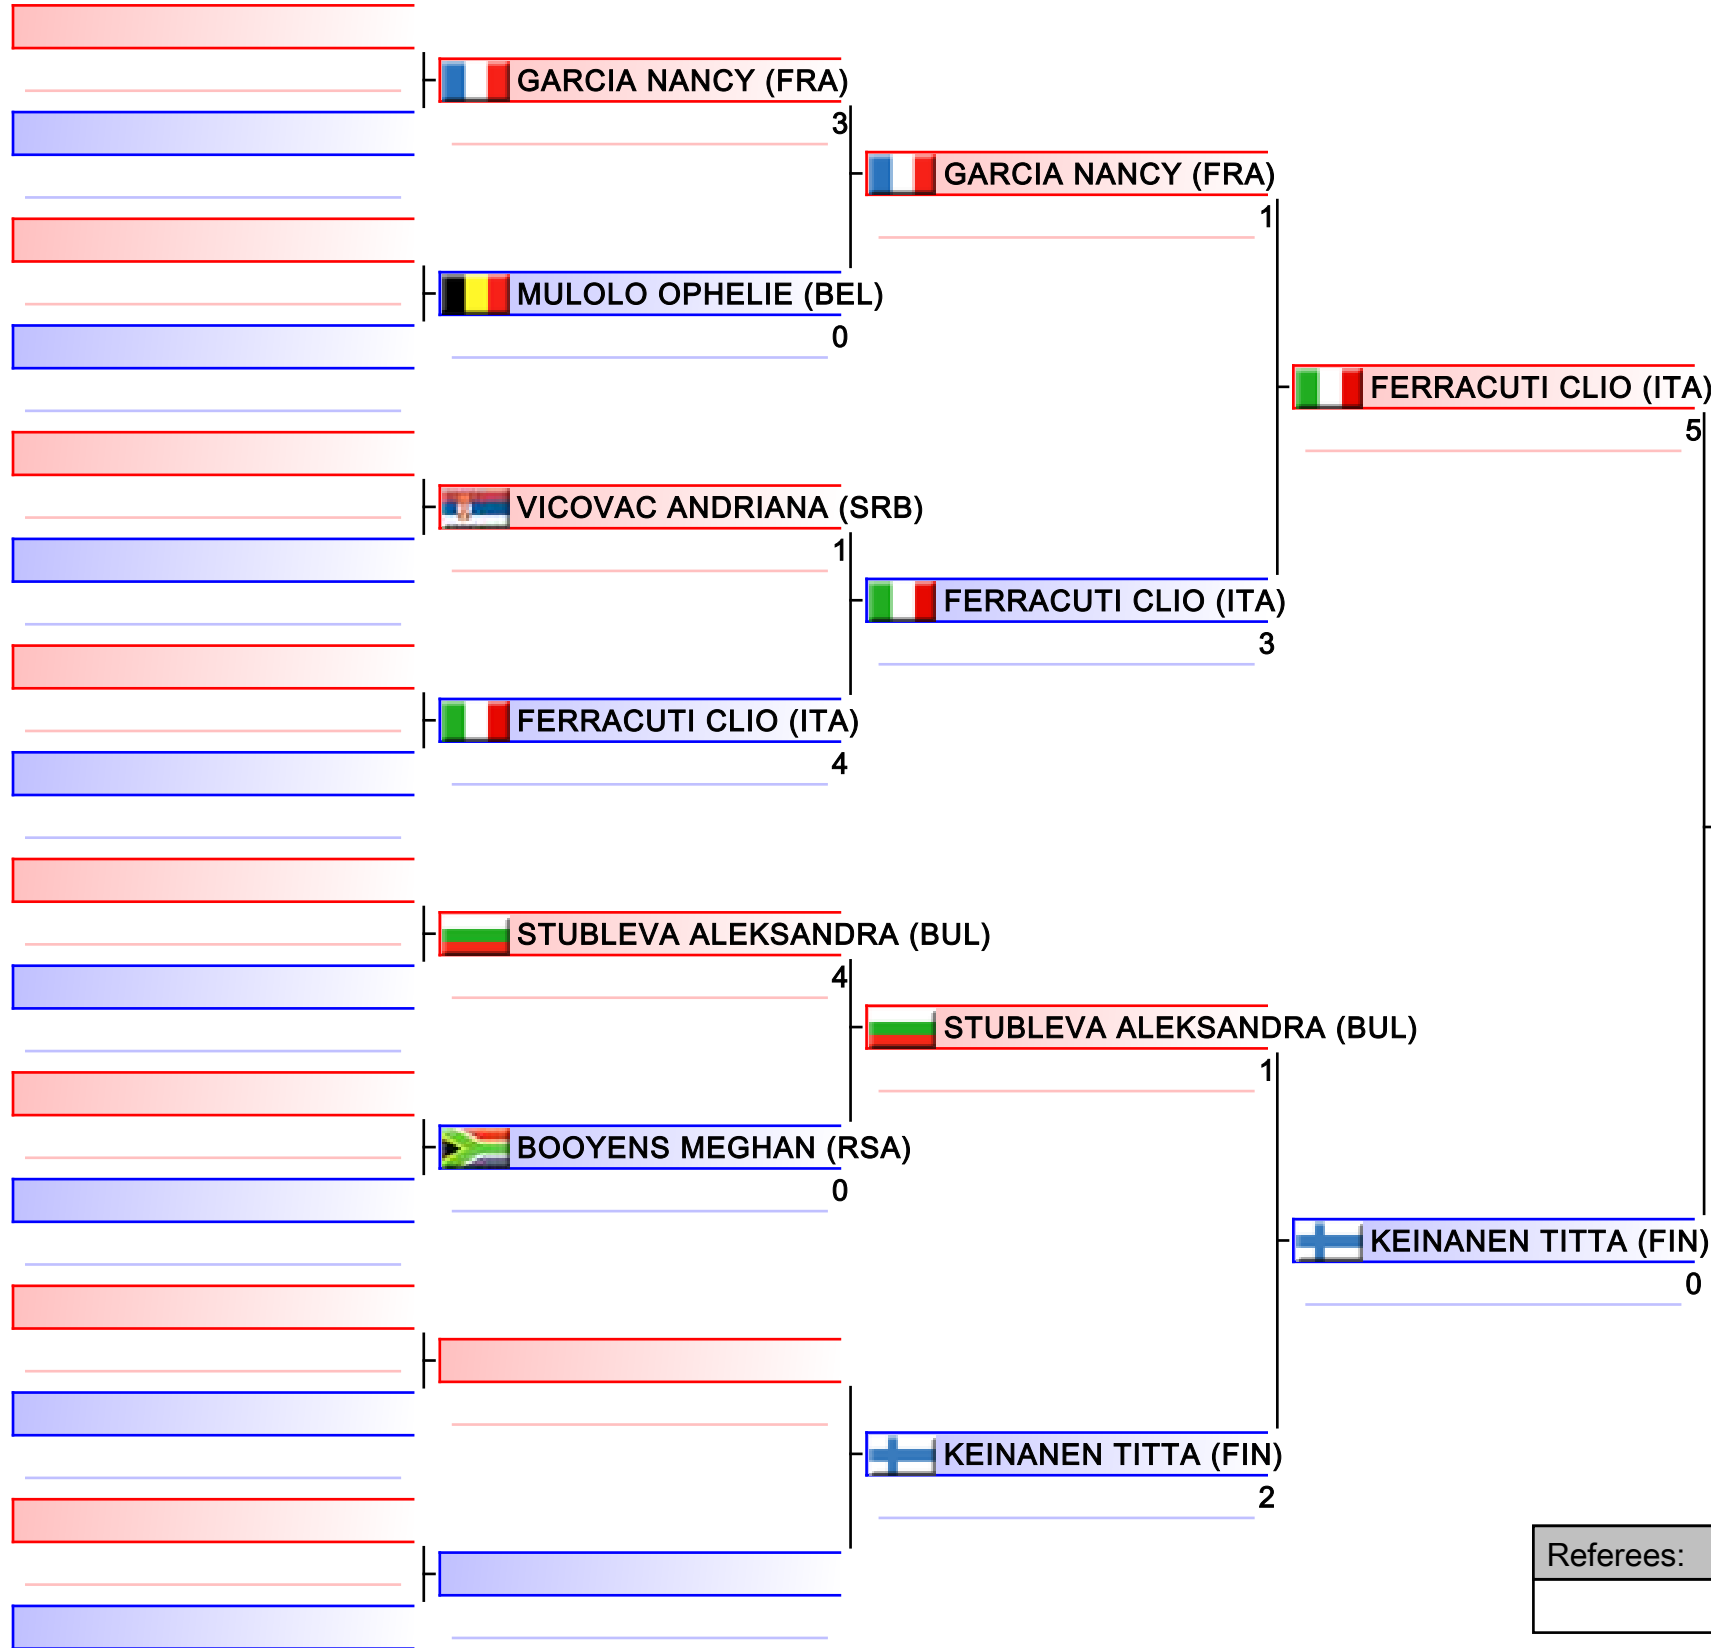 GARCIA NANCY (FRA)
3
MULOLO OPHELIE (BEL)
0
VICOVAC ANDRIANA (SRB)
1
FERRACUTI CLIO (ITA)
4
STUBLEVA ALEKSANDRA (BUL)
4
BOOYENS MEGHAN (RSA)
0
GARCIA NANCY (FRA)
1
FERRACUTI CLIO (ITA)
3
STUBLEVA ALEKSANDRA (BUL)
1
KEINANEN TITTA (FIN)
2
FERRACUTI CLIO (ITA)
5
KEINANEN TITTA (FIN)
0
Referees: